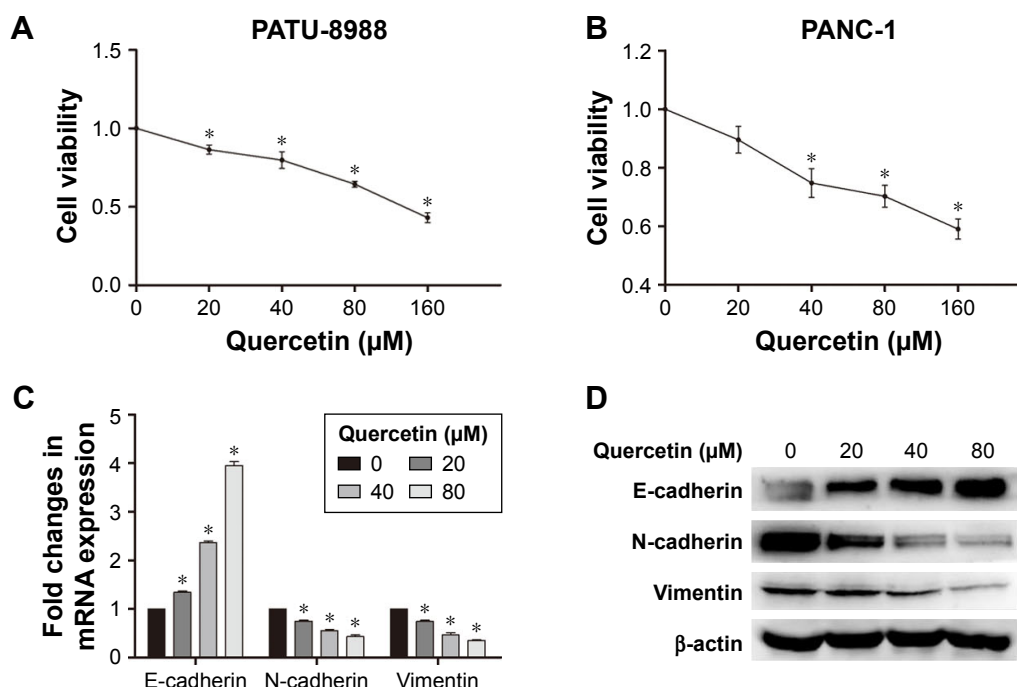 A
PATU-8988
Cell viability
1.5
1.0
0.5
0.0
*
*
*
*
0 20 40 80 160
Quercetin (µM)
B
PANC-1
Cell viability
1.2
1.0
0.8
0.6
0.4
*
*
*
0 20 40 80 160
Quercetin (µM)
C
Fold changes in
mRNA expression
5
4
3
2
1
0
Quercetin (µM)
0 20
40 80
* * *
* * *
* * *
E-cadherin N-cadherin Vimentin
D
Quercetin (µM) 0 20 40 80
E-cadherin
N-cadherin
Vimentin
β-actin